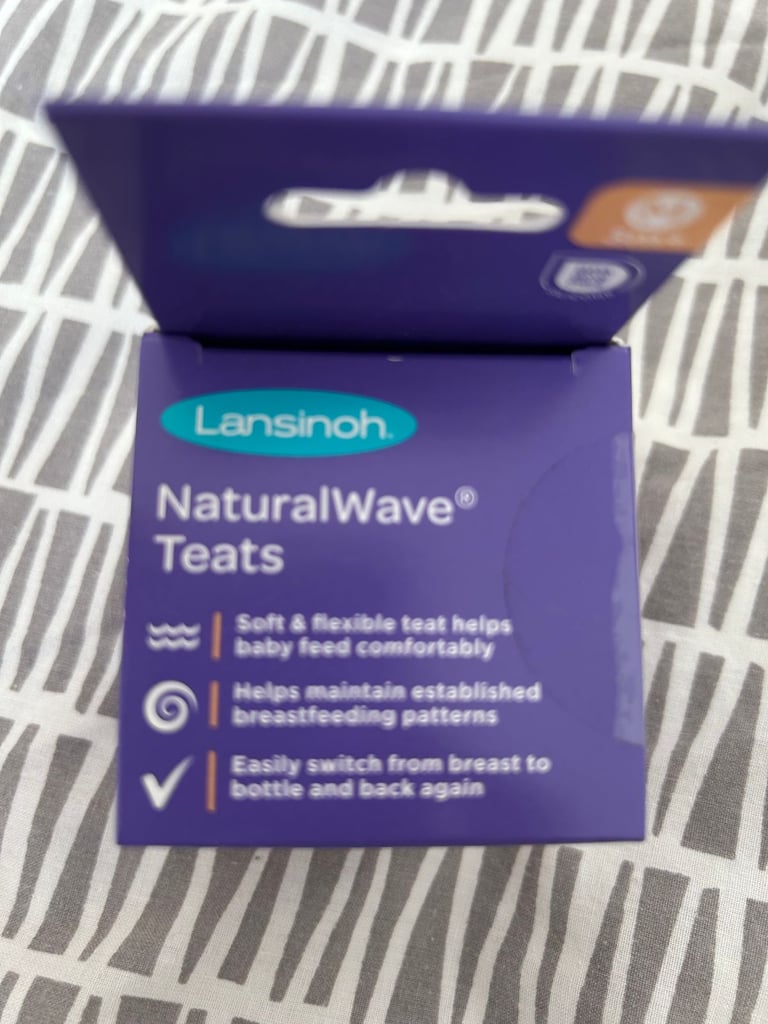 Lansinoh®
NaturalWave®
Teats
Soft & flexible teat helps
baby feed comfortably
Helps maintain established
breastfeeding patterns
Easily switch from breast to
bottle and back again